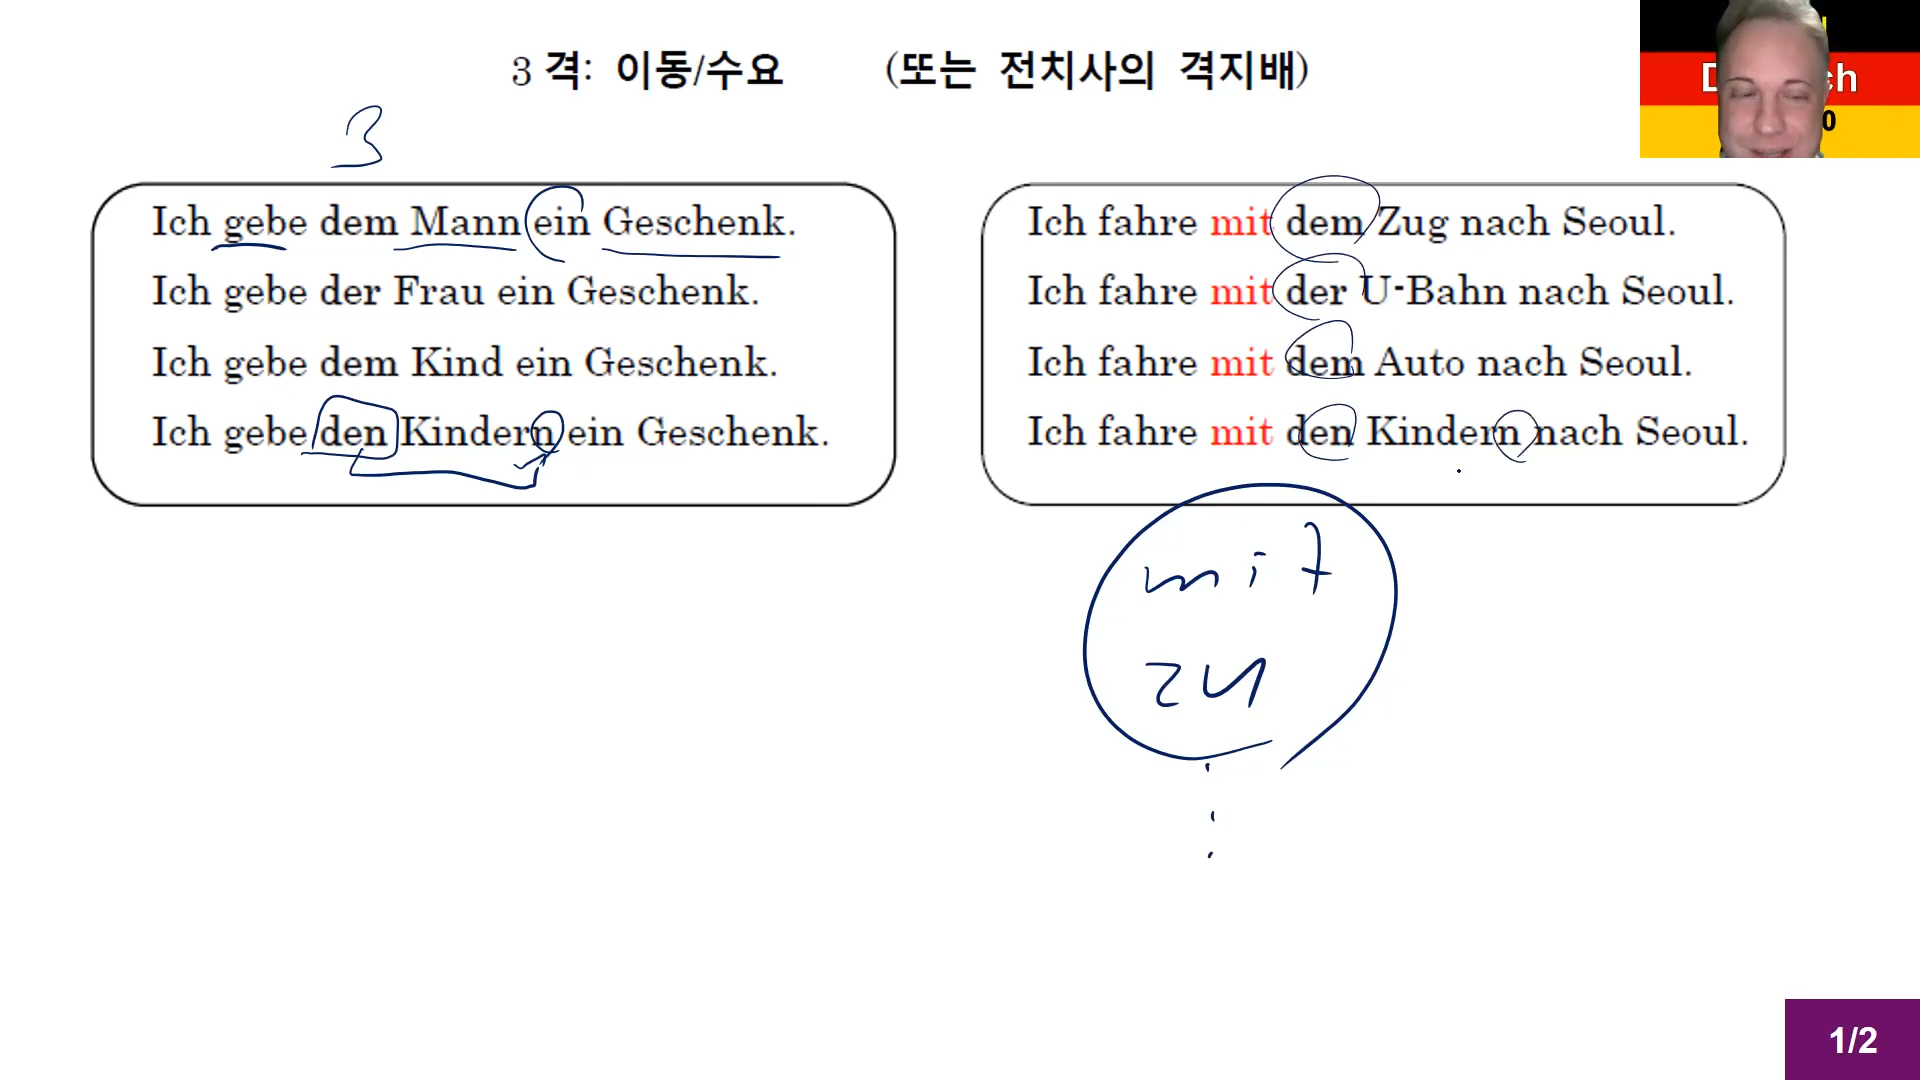 3 격: 이동/수요 (또는 전치사의 격지배)
3
Ich gebe dem Mann ein Geschenk.
Ich gebe der Frau ein Geschenk.
Ich gebe dem Kind ein Geschenk.
Ich gebe den Kindern ein Geschenk.
Ich fahre mit dem Zug nach Seoul.
Ich fahre mit der U-Bahn nach Seoul.
Ich fahre mit dem Auto nach Seoul.
Ich fahre mit den Kindern nach Seoul.
mit
zu
1/2